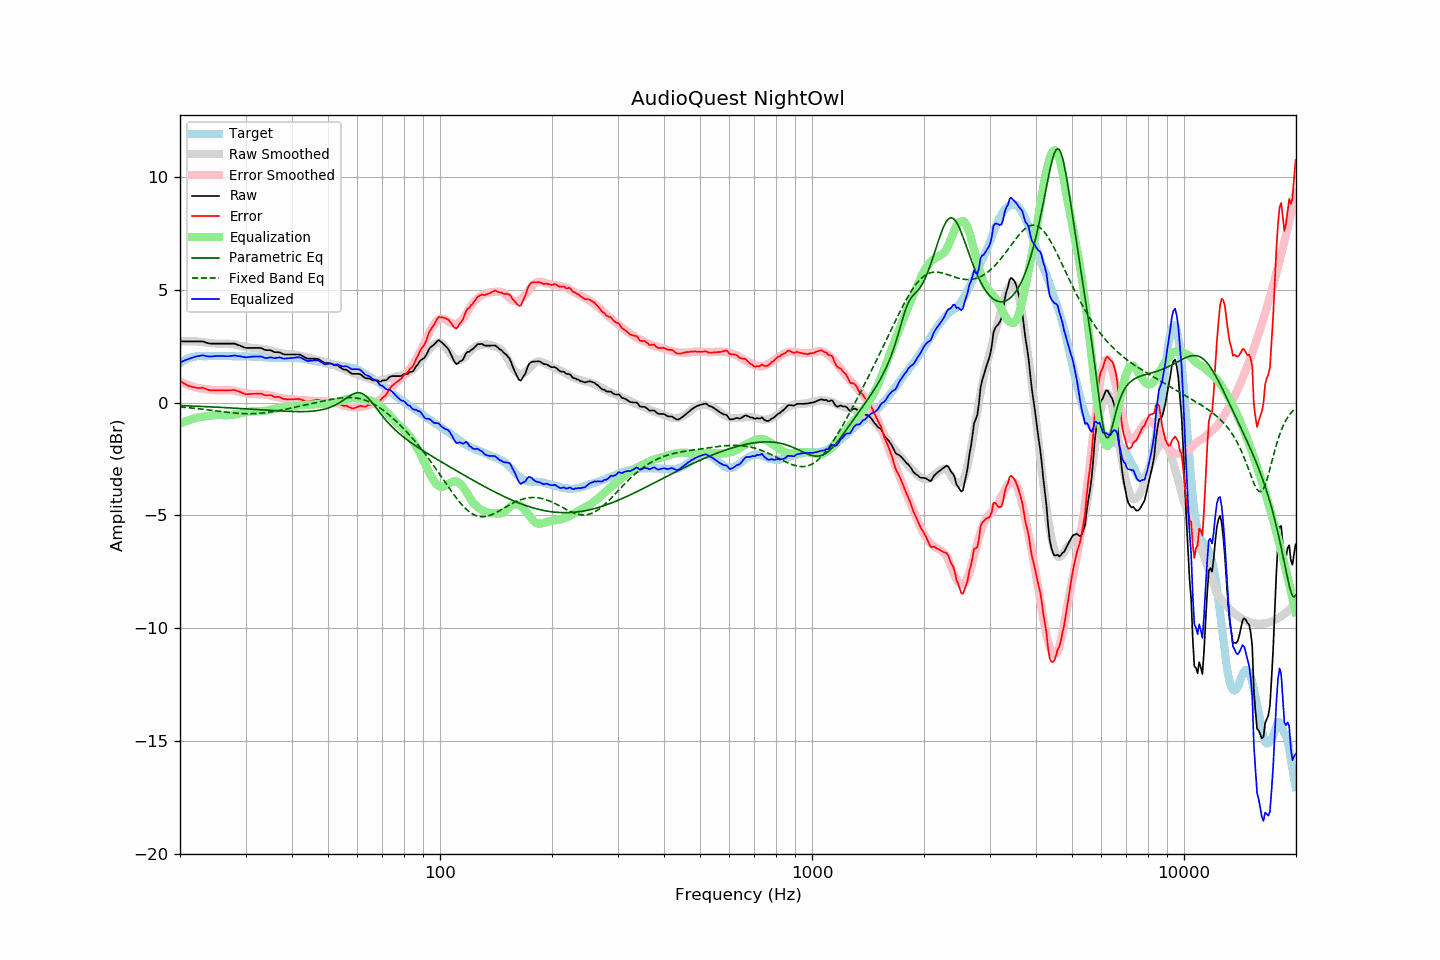 AudioQuest NightOwl
Target
Raw Smoothed
Error Smoothed
Raw
Error
Equalization
Parametric Eq
Fixed Band Eq
Equalized
10
5
0
−5
−10
−15
−20
Amplitude (dBr)
100
1000
10000
Frequency (Hz)